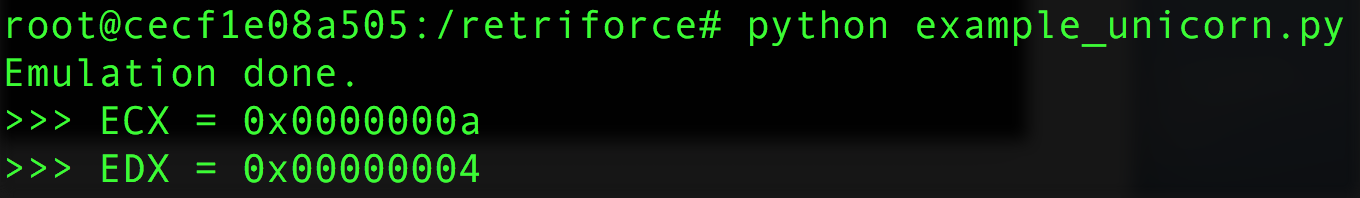 root@cecf1e08a505:/retriforce# python example_unicorn.py
Emulation done.
>>> ECX = 0x0000000a
>>> EDX = 0x00000004